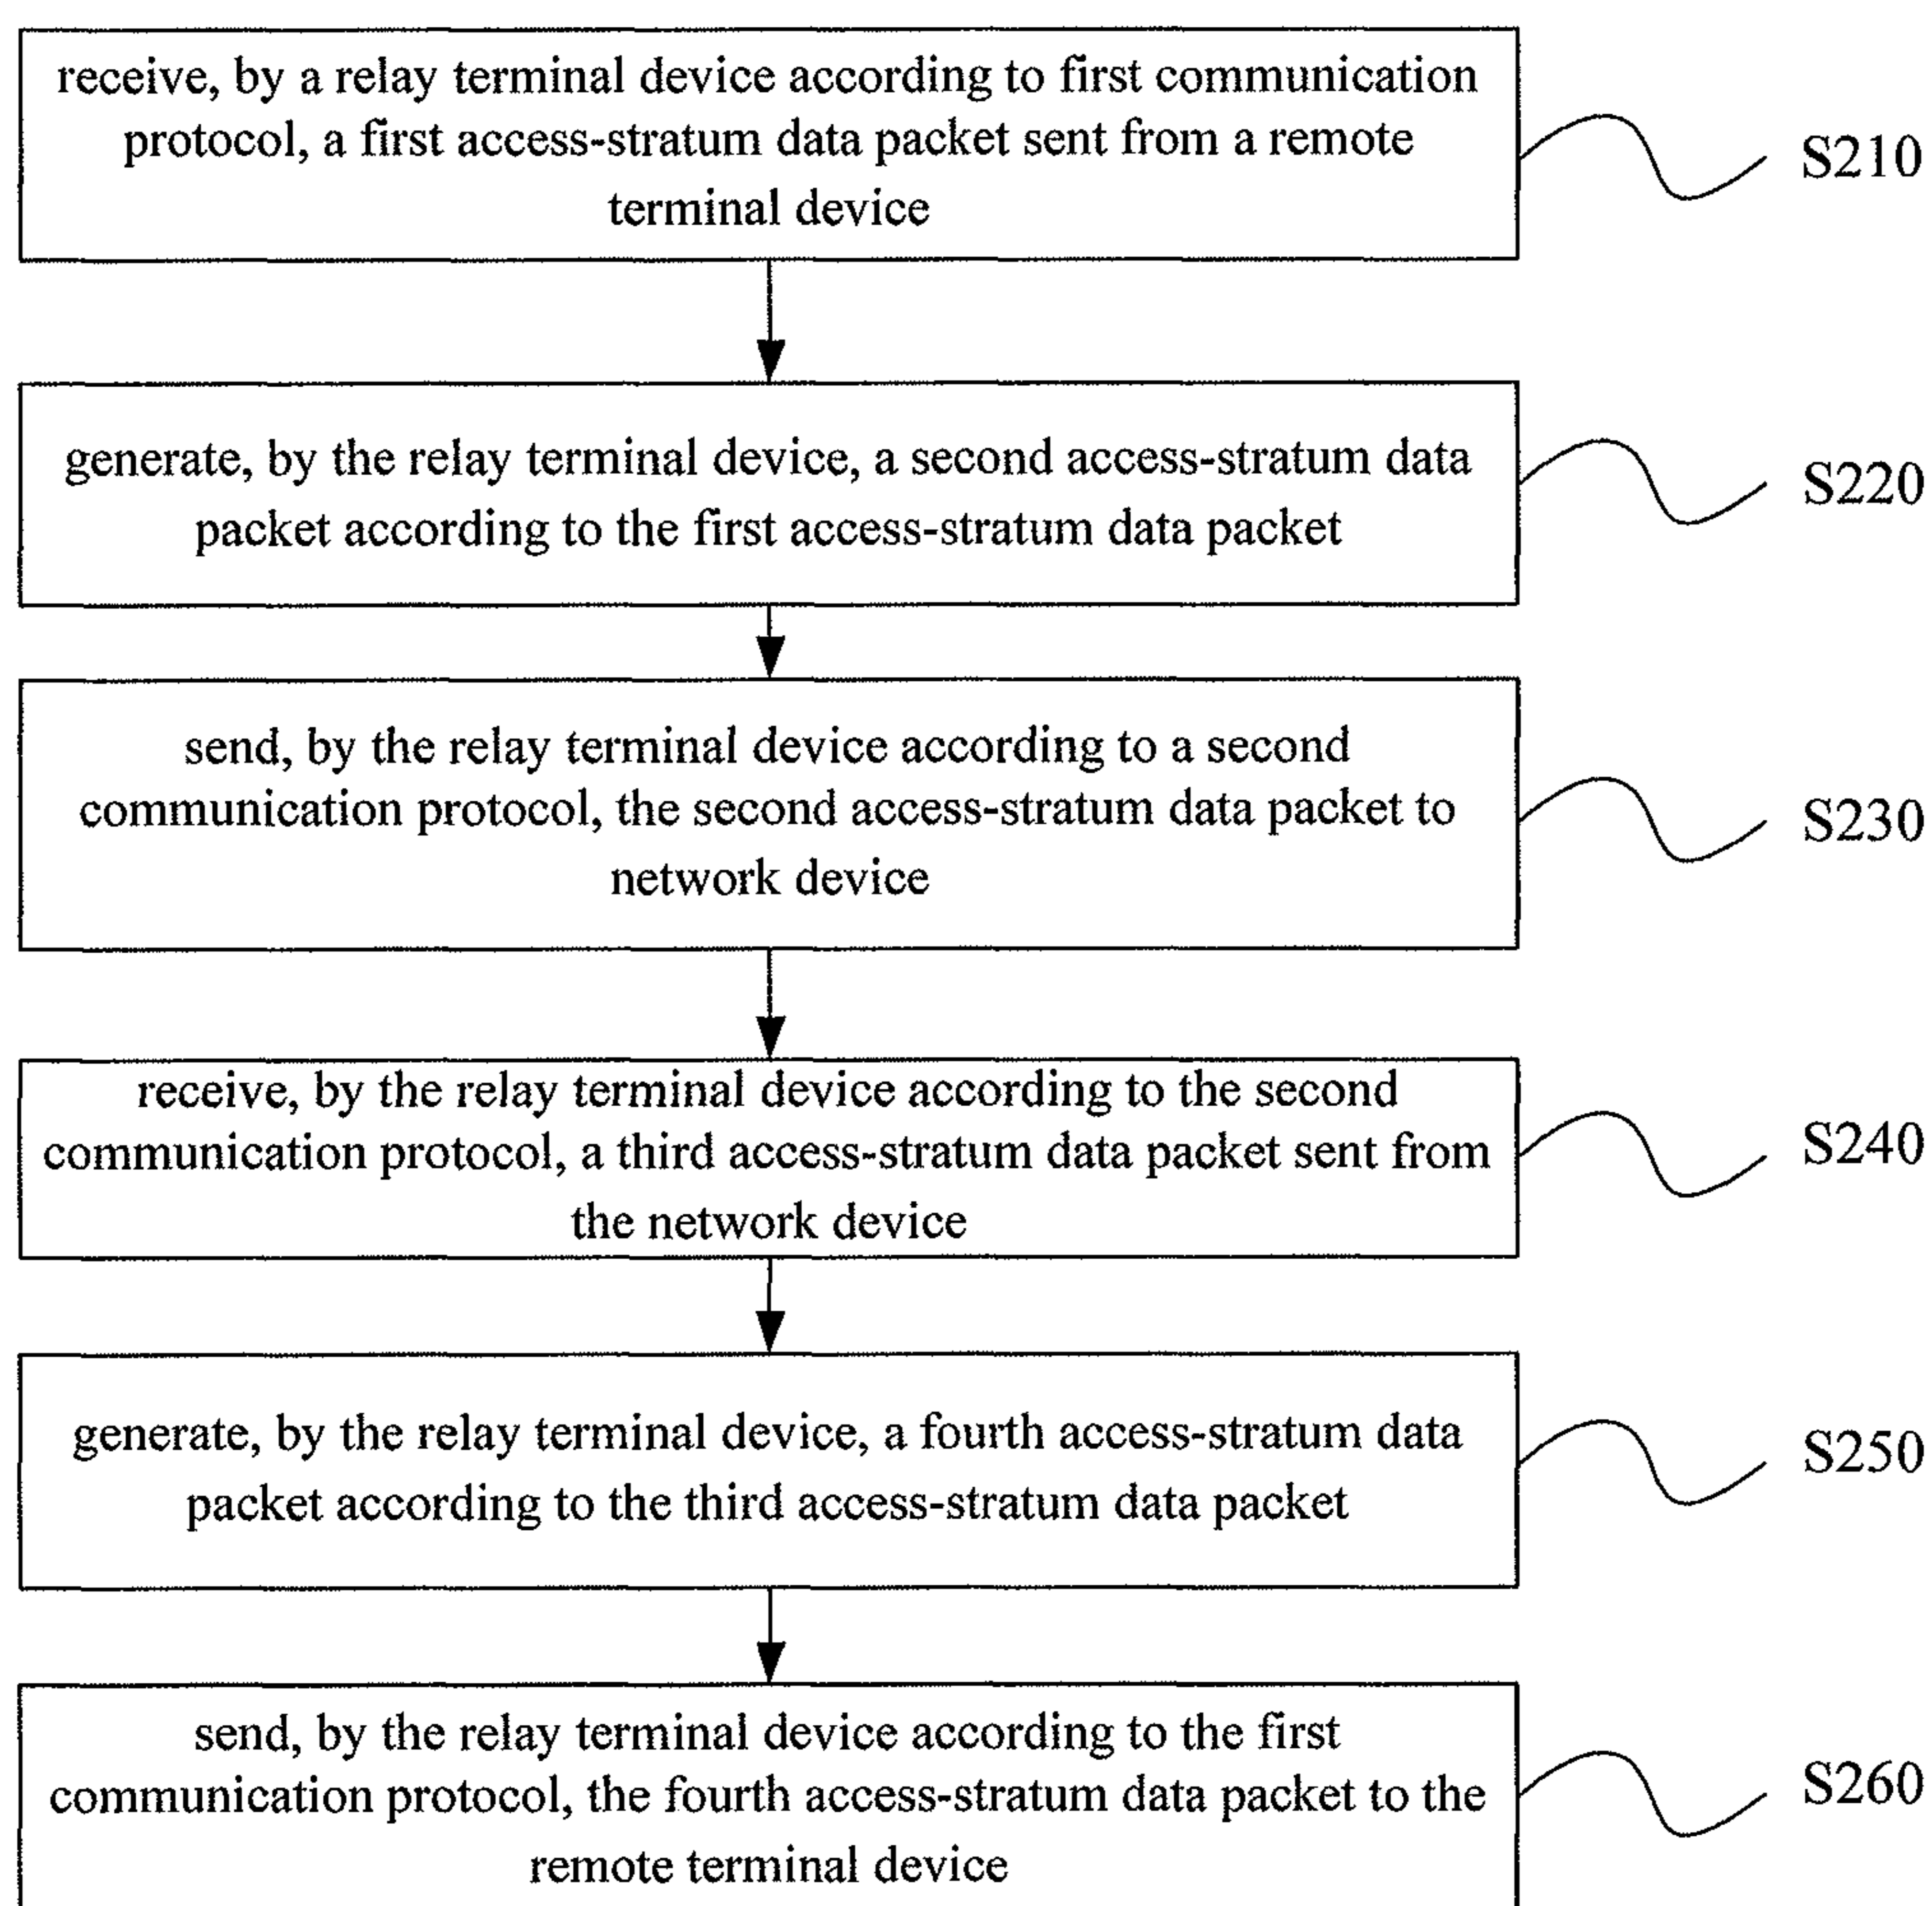 receive, by a relay terminal device according to first communication
protocol, a first access-stratum data packet sent from a remote
terminal device
S210
generate, by the relay terminal device, a second access-stratum data
packet according to the first access-stratum data packet
S220
send, by the relay terminal device according to a second
communication protocol, the second access-stratum data packet to
network device
S230
receive, by the relay terminal device according to the second
communication protocol, a third access-stratum data packet sent from
the network device
S240
generate, by the relay terminal device, a fourth access-stratum data
packet according to the third access-stratum data packet
S250
send, by the relay terminal device according to the first
communication protocol, the fourth access-stratum data packet to the
remote terminal device
S260